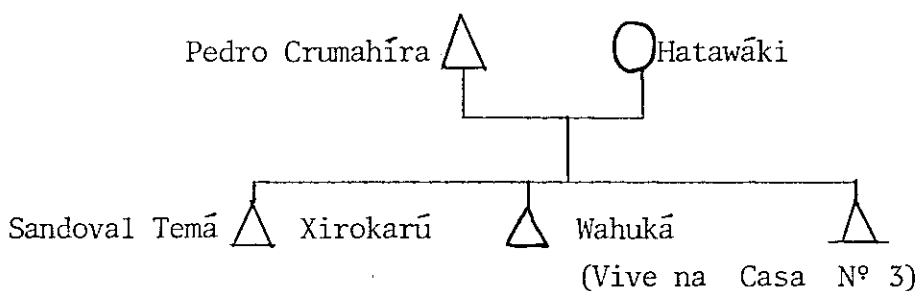 Pedro Crumahíra Hatawáki
Sandoval Temá Xirokarú Wahuká
(Vive na Casa Nº 3)